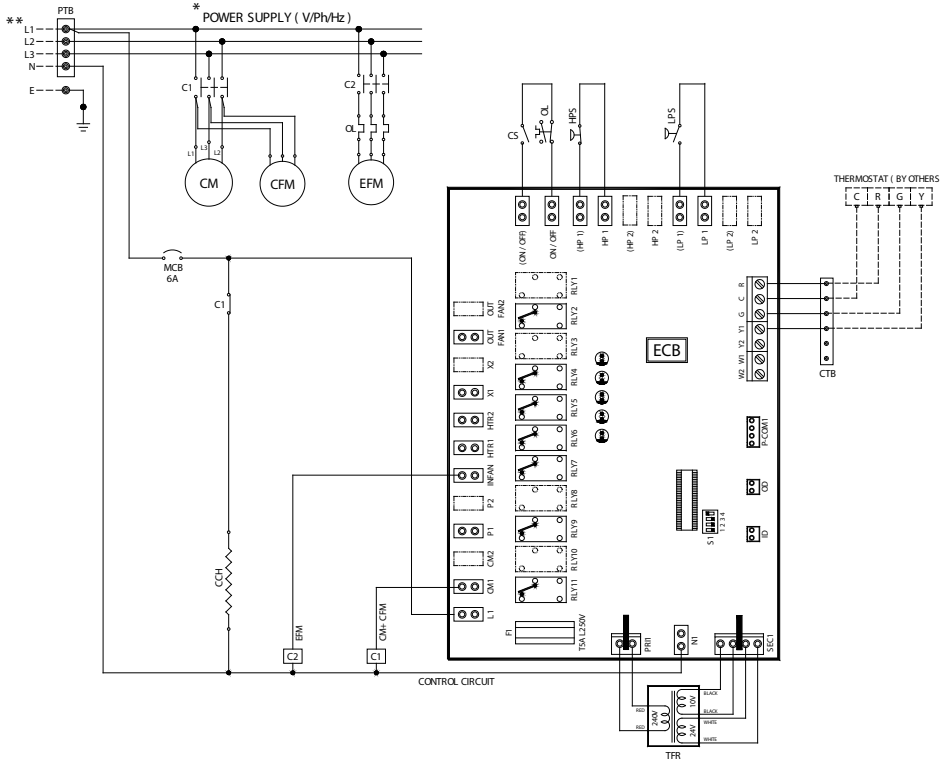 PTB
*
POWER SUPPLY ( V/Ph/Hz )
**
L1
L2
L3
N
E
C1
C2
OL
L1
L3
L2
CM
CFM
EFM
MCB
6A
C1
CCH
EFM
C2
CM+ CFM
C1
CONTROL CIRCUIT
CS
OL
HPS
LPS
(ON / OFF)
ON / OFF
(HP 1)
HP 1
(HP 2)
HP 2
(LP 1)
LP 1
(LP 2)
LP 2
OUT
FAN2
OUT
FAN1
X2
X1
HTR2
HTR1
INFAN
P2
P1
CM2
CM1
L1
RLY1
RLY2
RLY3
RLY4
RLY5
RLY6
RLY7
RLY8
RLY9
RLY10
RLY11
F1
T5A L250V
ECB
R
C
G
Y1
Y2
W1
W2
P-COM1
OD
ID
S1
1 2 3 4
PRI1
N1
SEC1
THERMOSTAT ( BY OTHERS
C R G Y
CTB
RED
RED
240V
10V
24V
BLACK
BLACK
WHITE
WHITE
TFR